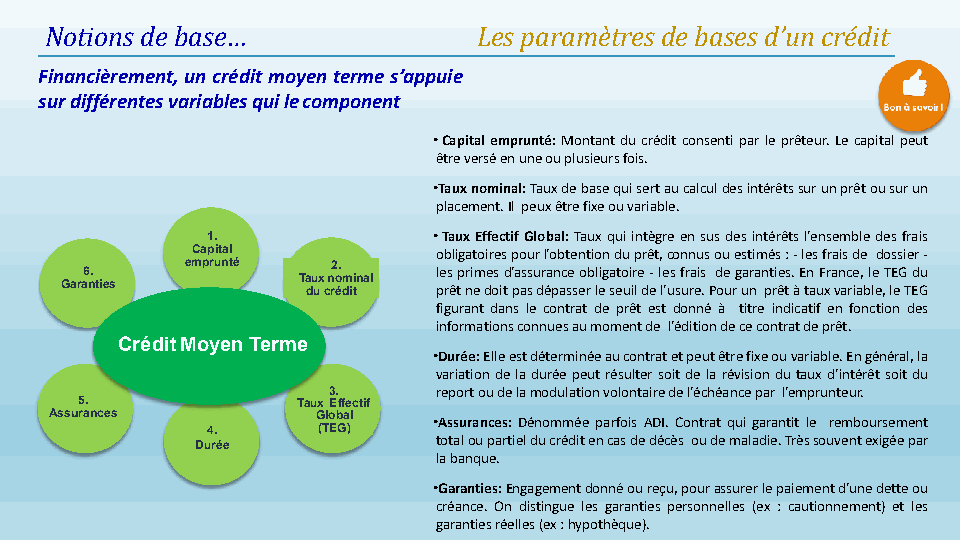 Notions de base…
Les paramètres de bases d’un crédit
Financièrement, un crédit moyen terme s’appuie
sur différentes variables qui le component
Bon à savoir !
1.
Capital
emprunté
2.
Taux nominal
du crédit
3.
Taux Effectif
Global
(TEG)
4.
Durée
5.
Assurances
6.
Garanties
Crédit Moyen Terme
• Capital emprunté: Montant du crédit consenti par le prêteur. Le capital peut
être versé en une ou plusieurs fois.
•Taux nominal: Taux de base qui sert au calcul des intérêts sur un prêt ou sur un
placement. Il peux être fixe ou variable.
• Taux Effectif Global: Taux qui intègre en sus des intérêts l’ensemble des frais
obligatoires pour l’obtention du prêt, connus ou estimés : - les frais de dossier -
les primes d’assurance obligatoire - les frais de garanties. En France, le TEG du
prêt ne doit pas dépasser le seuil de l’usure. Pour un prêt à taux variable, le TEG
figurant dans le contrat de prêt est donné à titre indicatif en fonction des
informations connues au moment de l’édition de ce contrat de prêt.
•Durée: Elle est déterminée au contrat et peut être fixe ou variable. En général, la
variation de la durée peut résulter soit de la révision du taux d’intérêt soit du
report ou de la modulation volontaire de l’échéance par l’emprunteur.
•Assurances: Dénommée parfois ADI. Contrat qui garantit le remboursement
total ou partiel du crédit en cas de décès ou de maladie. Très souvent exigée par
la banque.
•Garanties: Engagement donné ou reçu, pour assurer le paiement d’une dette ou
créance. On distingue les garanties personnelles (ex : cautionnement) et les
garanties réelles (ex : hypothèque).